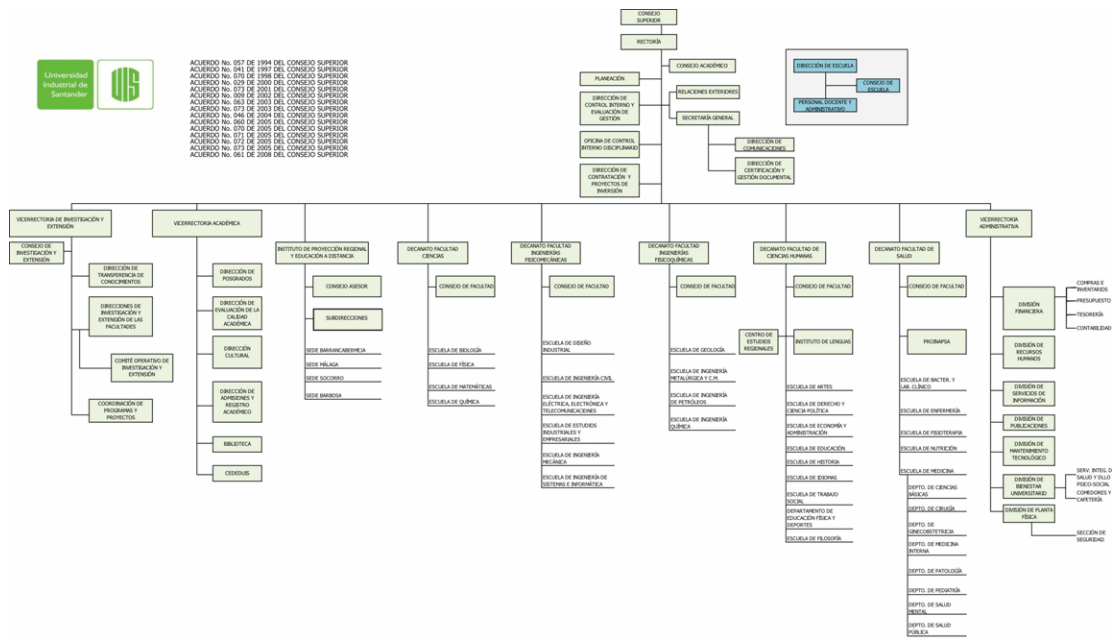 CONSEJO
SUPERIOR
RECTORÍA
Universidad
Industrial de
Santander
UIS
ACUERDO No. 057 DE 1994 DEL CONSEJO SUPERIOR
ACUERDO No. 041 DE 1997 DEL CONSEJO SUPERIOR
ACUERDO No. 070 DE 1998 DEL CONSEJO SUPERIOR
ACUERDO No. 029 DE 2000 DEL CONSEJO SUPERIOR
ACUERDO No. 073 DE 2001 DEL CONSEJO SUPERIOR
ACUERDO No. 009 DE 2002 DEL CONSEJO SUPERIOR
ACUERDO No. 063 DE 2003 DEL CONSEJO SUPERIOR
ACUERDO No. 073 DE 2003 DEL CONSEJO SUPERIOR
ACUERDO No. 046 DE 2004 DEL CONSEJO SUPERIOR
ACUERDO No. 060 DE 2005 DEL CONSEJO SUPERIOR
ACUERDO No. 070 DE 2005 DEL CONSEJO SUPERIOR
ACUERDO No. 071 DE 2005 DEL CONSEJO SUPERIOR
ACUERDO No. 072 DE 2005 DEL CONSEJO SUPERIOR
ACUERDO No. 073 DE 2005 DEL CONSEJO SUPERIOR
ACUERDO No. 061 DE 2008 DEL CONSEJO SUPERIOR
CONSEJO ACADÉMICO
PLANEACIÓN
DIRECCIÓN DE
CONTROL INTERNO Y
EVALUACIÓN DE
GESTIÓN
RELACIONES EXTERIORES
SECRETARÍA GENERAL
OFICINA DE CONTROL
INTERNO DISCIPLINARIO
DIRECCIÓN DE
COMUNICACIONES
DIRECCIÓN DE
CERTIFICACIÓN Y
GESTIÓN DOCUMENTAL
DIRECCIÓN DE
CONTRATACIÓN Y
PROYECTOS DE
INVERSIÓN
DIRECCIÓN DE ESCUELA
CONSEJO DE
ESCUELA
PERSONAL DOCENTE Y
ADMINISTRATIVO
VICERRECTORÍA DE INVESTIGACIÓN Y
EXTENSIÓN
CONSEJO DE
INVESTIGACIÓN Y
EXTENSIÓN
DIRECCIÓN DE
TRANSFERENCIA DE
CONOCIMIENTOS
DIRECCIONES DE
INVESTIGACIÓN Y
EXTENSIÓN DE LAS
FACULTADES
COMITÉ OPERATIVO DE
INVESTIGACIÓN Y
EXTENSIÓN
COORDINACIÓN DE
PROGRAMAS Y
PROYECTOS
VICERRECTORIA ACADÉMICA
DIRECCIÓN DE
POSGRADOS
DIRECCIÓN DE
EVALUACIÓN DE LA
CALIDAD
ACADÉMICA
DIRECCIÓN
CULTURAL
DIRECCIÓN DE
ADMISIONES Y
REGISTRO
ACADÉMICO
BIBLIOTECA
CEDEDUIS
INSTITUTO DE PROYECCIÓN REGIONAL
Y EDUCACIÓN A DISTANCIA
CONSEJO ASESOR
SUBDIRECCIONES
SEDE BARRANCABERMEJA
SEDE MÁLAGA
SEDE SOCORRO
SEDE BARBOSA
DECANATO FACULTAD
CIENCIAS
CONSEJO DE FACULTAD
ESCUELA DE BIOLOGÍA
ESCUELA DE FÍSICA
ESCUELA DE MATEMÁTICAS
ESCUELA DE QUÍMICA
DECANATO FACULTAD
INGENIERÍAS
FISICOMECÁNICAS
CONSEJO DE FACULTAD
ESCUELA DE DISEÑO
INDUSTRIAL
ESCUELA DE INGENIERÍA CIVIL
ESCUELA DE INGENIERÍA
ELÉCTRICA, ELECTRÓNICA Y
TELECOMUNICACIONES
ESCUELA DE ESTUDIOS
INDUSTRIALES Y
EMPRESARIALES
ESCUELA DE INGENIERÍA
MECÁNICA
ESCUELA DE INGENIERÍA DE
SISTEMAS E INFORMÁTICA
DECANATO FACULTAD
INGENIERÍAS
FISICOQUÍMICAS
CONSEJO DE FACULTAD
ESCUELA DE GEOLOGÍA
ESCUELA DE INGENIERÍA
METALÚRGICA Y C.M.
ESCUELA DE INGENIERÍA
DE PETRÓLEOS
ESCUELA DE INGENIERÍA
QUÍMICA
DECANATO FACULTAD DE
CIENCIAS HUMANAS
CONSEJO DE FACULTAD
CENTRO DE
ESTUDIOS
REGIONALES
INSTITUTO DE LENGUAS
ESCUELA DE ARTES
ESCUELA DE DERECHO Y
CIENCIA POLÍTICA
ESCUELA DE ECONOMÍA Y
ADMINISTRACIÓN
ESCUELA DE EDUCACIÓN
ESCUELA DE HISTORIA
ESCUELA DE IDIOMAS
ESCUELA DE TRABAJO
SOCIAL
DEPARTAMENTO DE
EDUCACIÓN FÍSICA Y
DEPORTES
ESCUELA DE FILOSOFÍA
DECANATO FACULTAD DE
SALUD
CONSEJO DE FACULTAD
PROINAPSA
ESCUELA DE BACTER. Y
LAB. CLÍNICO
ESCUELA DE ENFERMERÍA
ESCUELA DE FISIOTERAPIA
ESCUELA DE NUTRICIÓN
ESCUELA DE MEDICINA
DEPTO. DE CIENCIAS
BÁSICAS
DEPTO. DE CIRUGÍA
DEPTO. DE
GINECOBSTETRICIA
DEPTO. DE MEDICINA
INTERNA
DEPTO. DE PATOLOGÍA
DEPTO. DE PEDIATRÍA
DEPTO. DE SALUD
MENTAL
DEPTO. DE SALUD
PÚBLICA
VICERRECTORIA
ADMINISTRATIVA
DIVISIÓN
FINANCIERA
COMPRAS E
INVENTARIOS
PRESUPUESTO
TESORERÍA
CONTABILIDAD
DIVISIÓN DE
RECURSOS
HUMANOS
DIVISIÓN DE
SERVICIOS DE
INFORMACIÓN
DIVISIÓN DE
PUBLICACIONES
DIVISIÓN DE
MANTENIMIENTO
TECNOLÓGICO
DIVISIÓN DE
BIENESTAR
UNIVERSITARIO
SERV. INTEG. D
SALUD Y DLLO
PSICO-SOCIAL
COMEDORES Y
CAFETERÍA
DIVISIÓN DE PLANTA
FÍSICA
SECCIÓN DE
SEGURIDAD